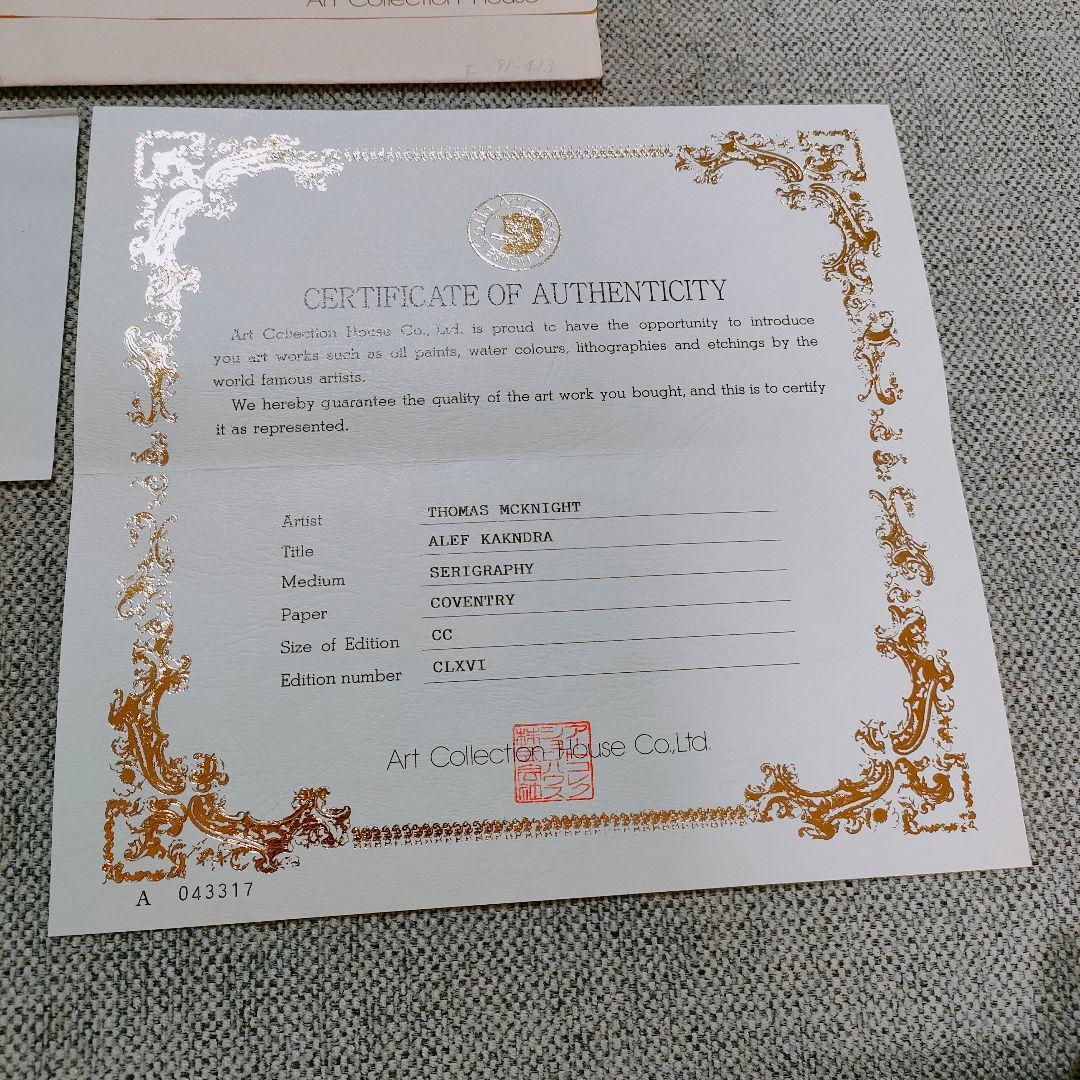 Art Collection House
F-91-413
CERTIFICATE OF AUTHENTICITY
Art Collection House Co., Ltd. is proud to have the opportunity to introduce
you art works such as oil paints, water colours, lithographies and etchings by the
world famous artists.
We hereby guarantee the quality of the art work you bought, and this is to certify
it as represented.
Artist THOMAS MCKNIGHT
Title ALEF KAKNDRA
Medium SERIGRAPHY
Paper COVENTRY
Size of Edition CC
Edition number CLXVI
Art Collection House Co.,Ltd.
A 043317